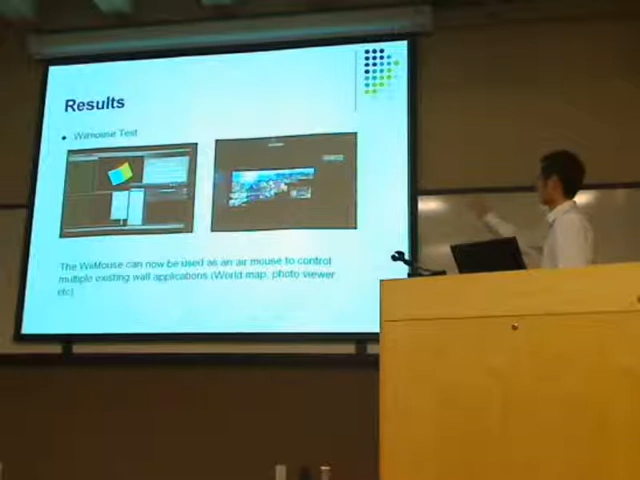 Results
Wiimouse Test
The WiiMouse can now be used as an air mouse to control
multiple existing wall applications (World map, photo viewer
etc)